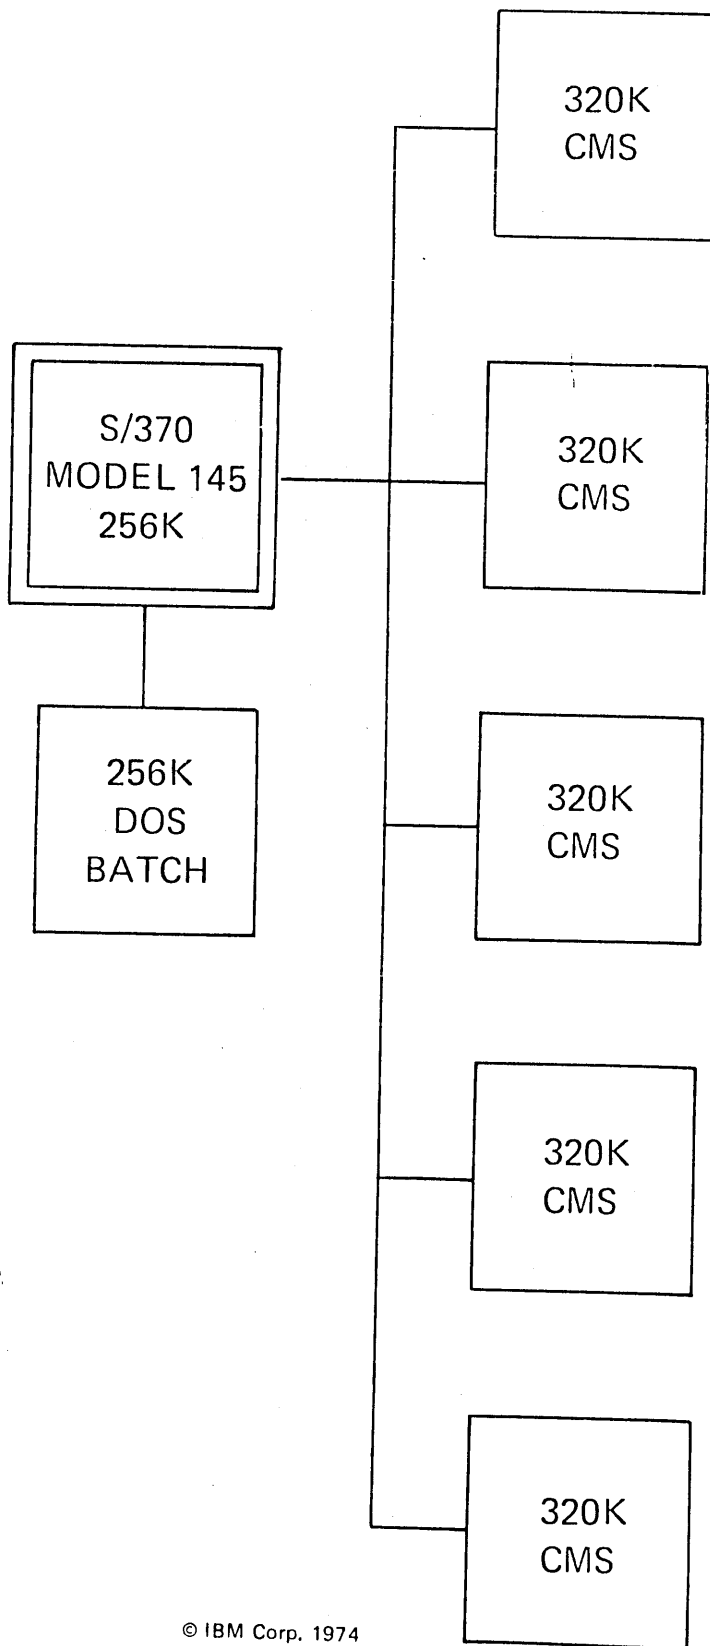 320K
CMS
S/370
MODEL 145
256K
320K
CMS
256K
DOS
BATCH
320K
CMS
320K
CMS
320K
CMS
© IBM Corp. 1974